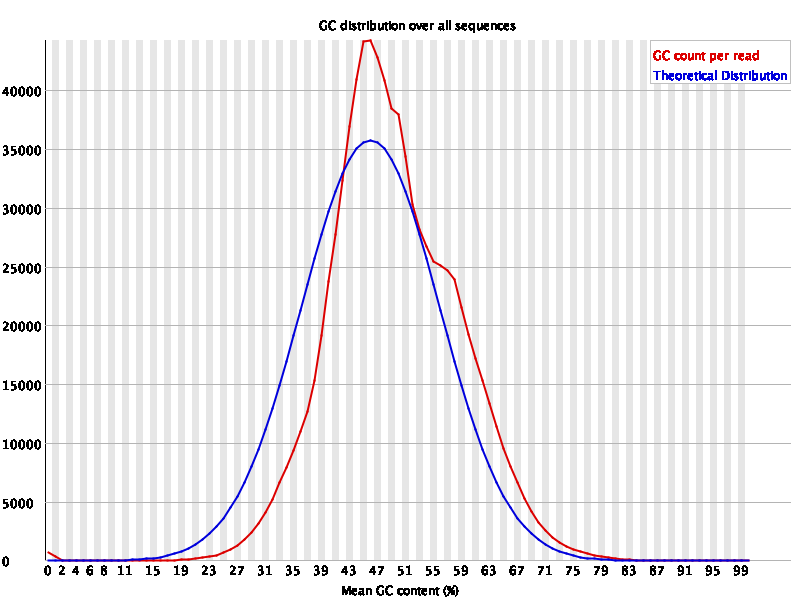 GC distribution over all sequences
GC count per read
Theoretical Distribution
40000
35000
30000
25000
20000
15000
10000
5000
0
0 2 4 6 8 11 15 19 23 27 31 35 39 43 47 51 55 59 63 67 71 75 79 83 87 91 95 99
Mean GC content (%)